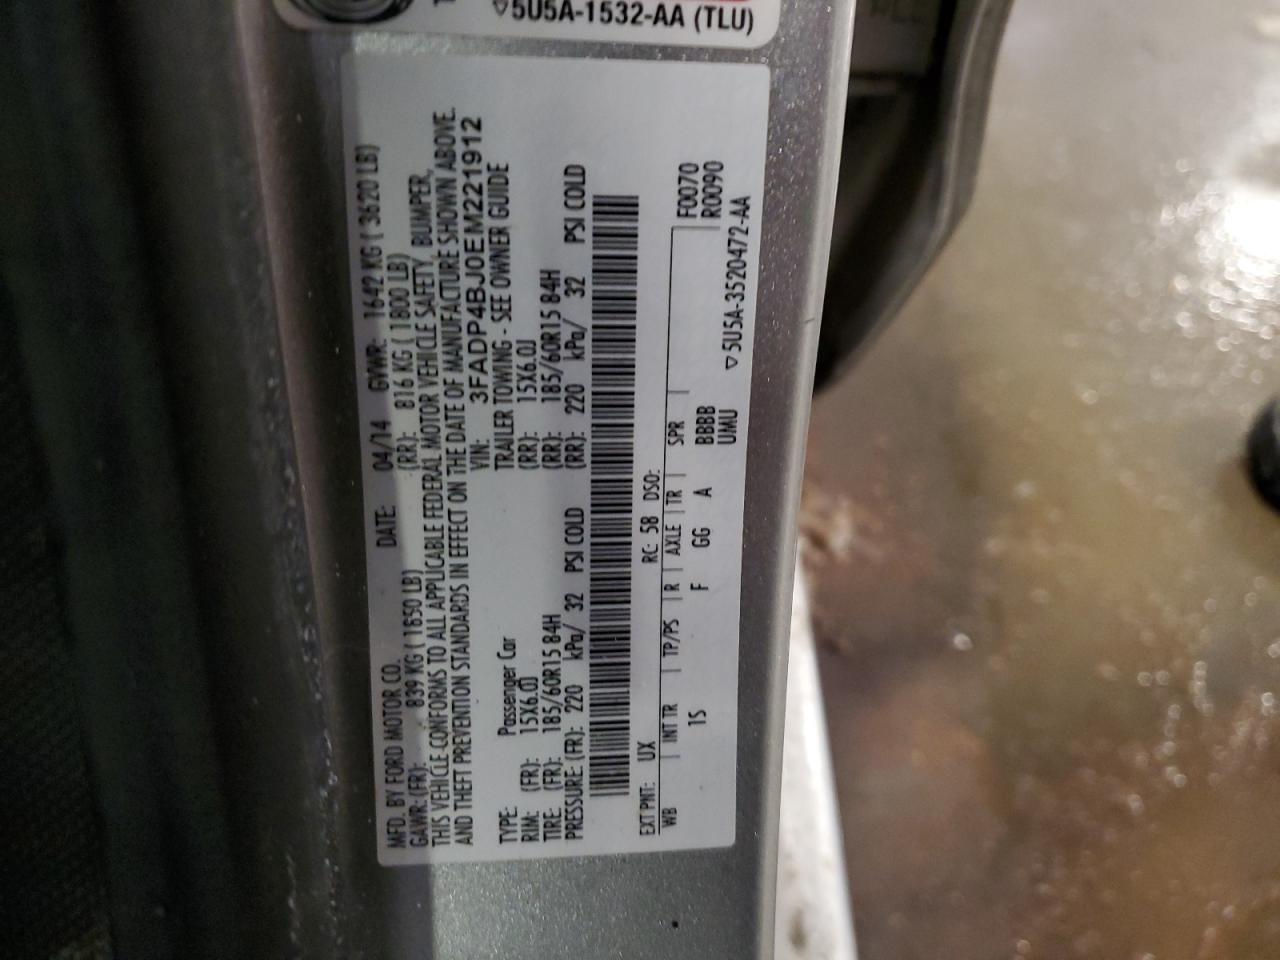 5U5A-1532-AA (TLU)
MFD. BY FORD MOTOR CO. DATE: 04/14 GVWR: 1642 KG ( 3620 LB)
GAWR: (FR): 839 KG ( 1850 LB) (RR): 816 KG ( 1800 LB)
THIS VEHICLE CONFORMS TO ALL APPLICABLE FEDERAL MOTOR VEHICLE SAFETY, BUMPER,
AND THEFT PREVENTION STANDARDS IN EFFECT ON THE DATE OF MANUFACTURE SHOWN ABOVE.
VIN: 3FADP4BJ0EM221912
TYPE: Passenger Car TRAILER TOWING - SEE OWNER GUIDE
RIM: (FR): 15X6.0J (RR): 15X6.0J
TIRE: (FR): 185/60R15 84H (RR): 185/60R15 84H
PRESSURE: (FR): 220 kPa/ 32 PSI COLD (RR): 220 kPa/ 32 PSI COLD
EXT PNT: UX RC: 58 DSO:
WB INT TR TP/PS R AXLE TR SPR F0070
1S F GG A BBBB R0090
UMU
5U5A-3520472-AA